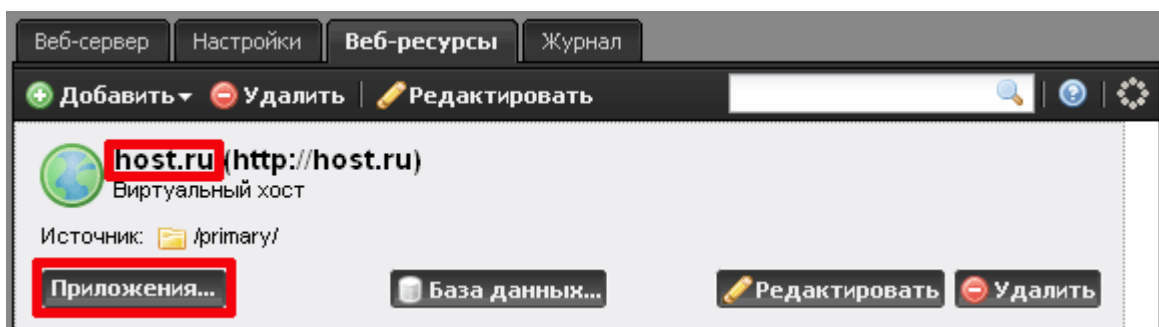 Веб-сервер Настройки Веб-ресурсы Журнал
Добавить Удалить Редактировать
host.ru (http://host.ru)
Виртуальный хост
Источник: /primary/
Приложения... База данных... Редактировать Удалить